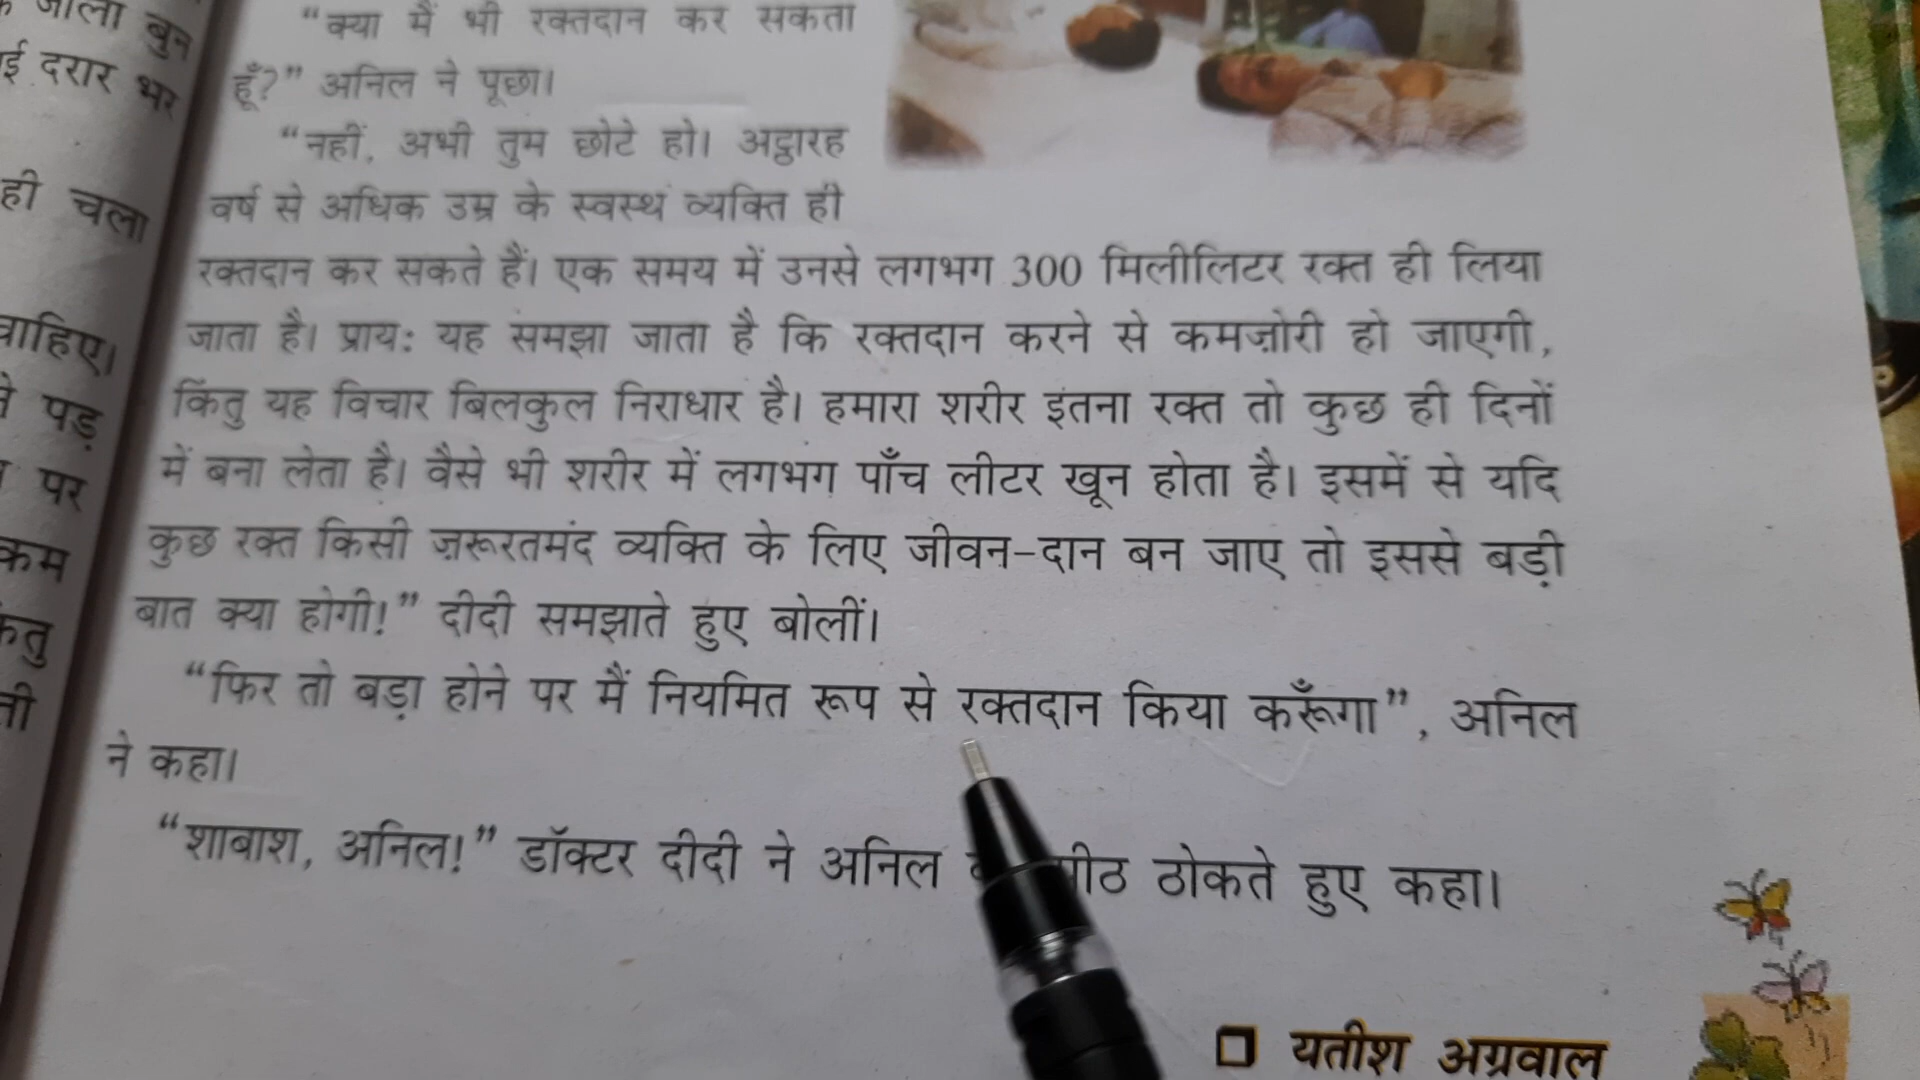 जाला बुन
ई दरार भर
ही चला
चाहिए।
पड़
पर
कम
ती
“क्या मैं भी रक्तदान कर सकता
हूँ?” अनिल ने पूछा।
“नहीं, अभी तुम छोटे हो। अट्ठारह
वर्ष से अधिक उम्र के स्वस्थ व्यक्ति ही
रक्तदान कर सकते हैं। एक समय में उनसे लगभग 300 मिलीलिटर रक्त ही लिया
जाता है। प्रायः यह समझा जाता है कि रक्तदान करने से कमज़ोरी हो जाएगी,
किंतु यह विचार बिलकुल निराधार है। हमारा शरीर इतना रक्त तो कुछ ही दिनों
में बना लेता है। वैसे भी शरीर में लगभग पाँच लीटर खून होता है। इसमें से यदि
कुछ रक्त किसी ज़रूरतमंद व्यक्ति के लिए जीवन-दान बन जाए तो इससे बड़ी
बात क्या होगी!” दीदी समझाते हुए बोलीं।
“फिर तो बड़ा होने पर मैं नियमित रूप से रक्तदान किया करूँगा”, अनिल
ने कहा।
“शाबाश, अनिल!” डॉक्टर दीदी ने अनिल ठोकते हुए कहा।
यतीश अग्रवाल